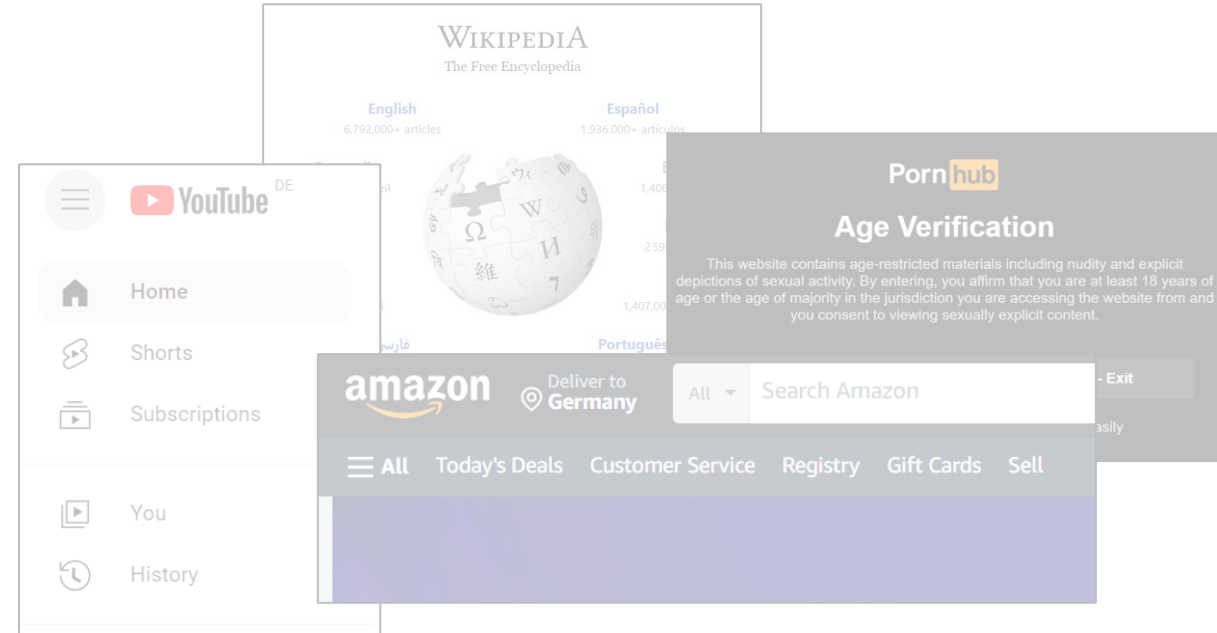 WIKIPEDIA
The Free Encyclopedia
English
6,792,000+ articles
Español
1.936.000+ artículos
Ω
W
И
維
7
1,407,00
فارسی
Português
YouTube DE
Home
Shorts
Subscriptions
You
History
Pornhub
Age Verification
This website contains age-restricted materials including nudity and explicit
depictions of sexual activity. By entering, you affirm that you are at least 18 years of
age or the age of majority in the jurisdiction you are accessing the website from and
you consent to viewing sexually explicit content.
- Exit
amazon
Deliver to
Germany
All
Search Amazon
All Today's Deals Customer Service Registry Gift Cards Sell